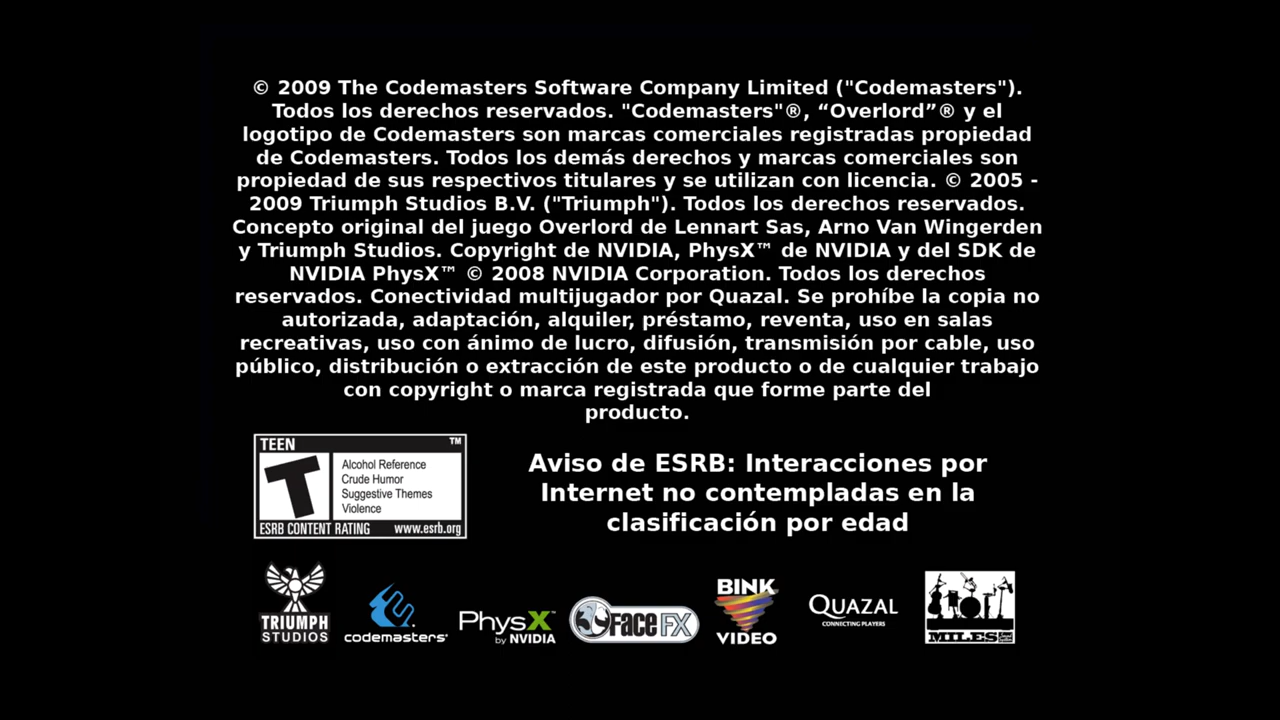 © 2009 The Codemasters Software Company Limited ("Codemasters").
Todos los derechos reservados. "Codemasters"®, “Overlord”® y el
logotipo de Codemasters son marcas comerciales registradas propiedad
de Codemasters. Todos los demás derechos y marcas comerciales son
propiedad de sus respectivos titulares y se utilizan con licencia. © 2005 -
2009 Triumph Studios B.V. ("Triumph"). Todos los derechos reservados.
Concepto original del juego Overlord de Lennart Sas, Arno Van Wingerden
y Triumph Studios. Copyright de NVIDIA, PhysX™ de NVIDIA y del SDK de
NVIDIA PhysX™ © 2008 NVIDIA Corporation. Todos los derechos
reservados. Conectividad multijugador por Quazal. Se prohíbe la copia no
autorizada, adaptación, alquiler, préstamo, reventa, uso en salas
recreativas, uso con ánimo de lucro, difusión, transmisión por cable, uso
público, distribución o extracción de este producto o de cualquier trabajo
con copyright o marca registrada que forme parte del
producto.
TEEN ™
T
Alcohol Reference
Crude Humor
Suggestive Themes
Violence
ESRB CONTENT RATING www.esrb.org
Aviso de ESRB: Interacciones por
Internet no contempladas en la
clasificación por edad
TRIUMPH
STUDIOS
codemasters®
PhysX™
by NVIDIA
FaceFX
BINK
VIDEO
QUAZAL
CONNECTING PLAYERS
MILES